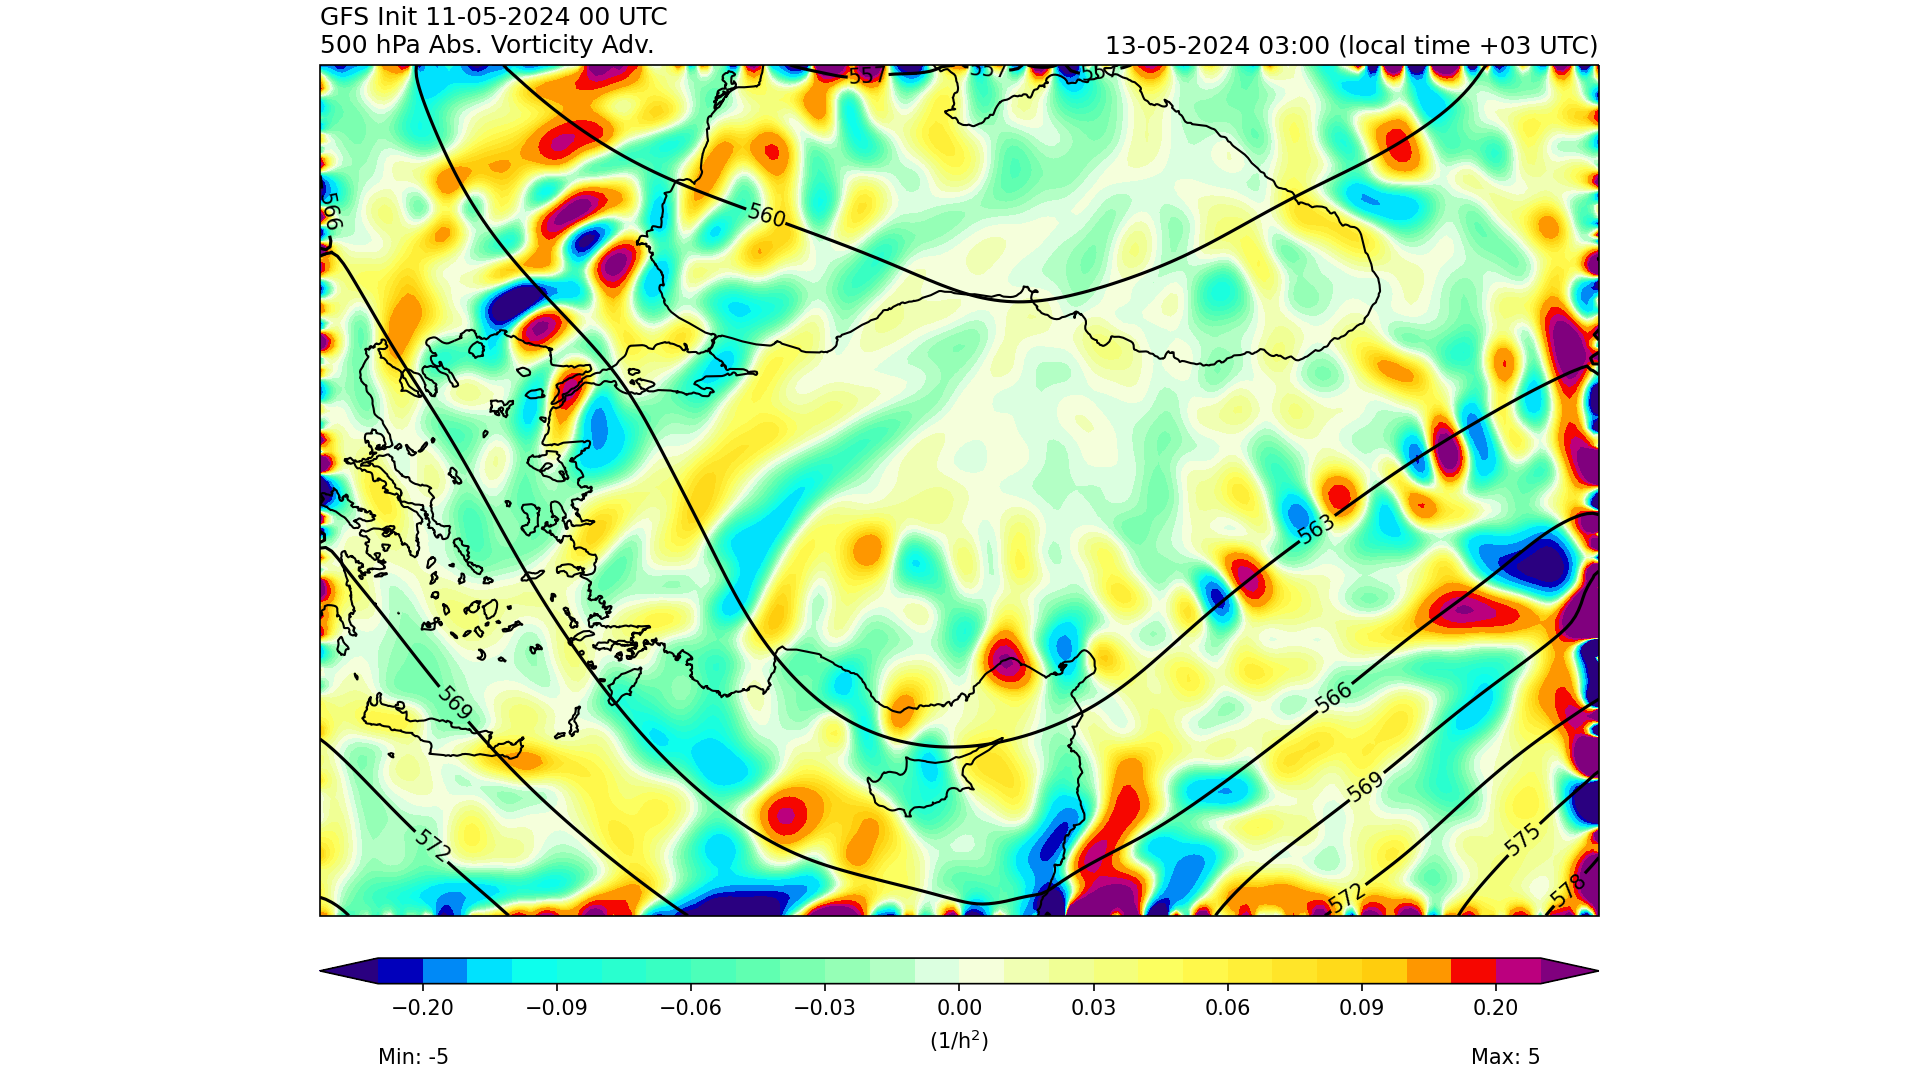 GFS Init 11-05-2024 00 UTC
500 hPa Abs. Vorticity Adv.
13-05-2024 03:00 (local time +03 UTC)
557
557
566
560
563
569
566
569
572
575
572
578
−0.20 −0.09 −0.06 −0.03 0.00 0.03 0.06 0.09 0.20
(1/h²)
Min: -5
Max: 5